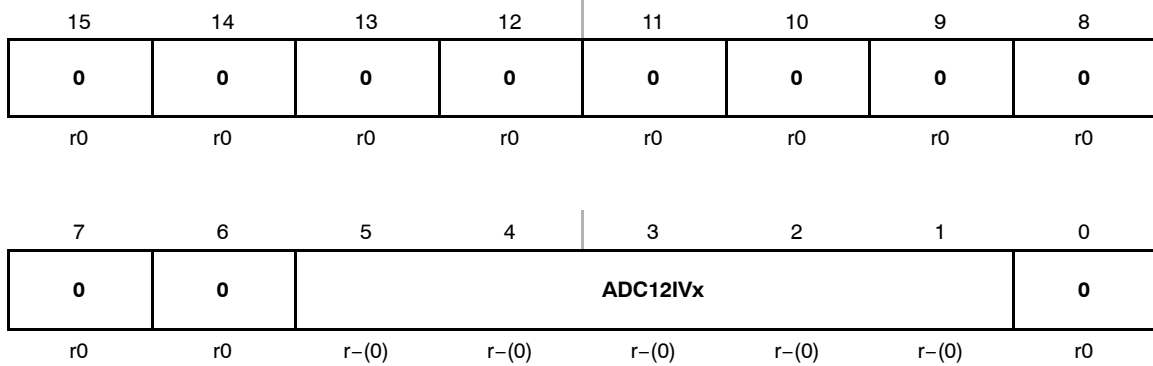 15 14 13 12 11 10 9 8
0 0 0 0 0 0 0 0
r0 r0 r0 r0 r0 r0 r0 r0
7 6 5 4 3 2 1 0
0 0 ADC12IVx 0
r0 r0 r−(0) r−(0) r−(0) r−(0) r−(0) r0